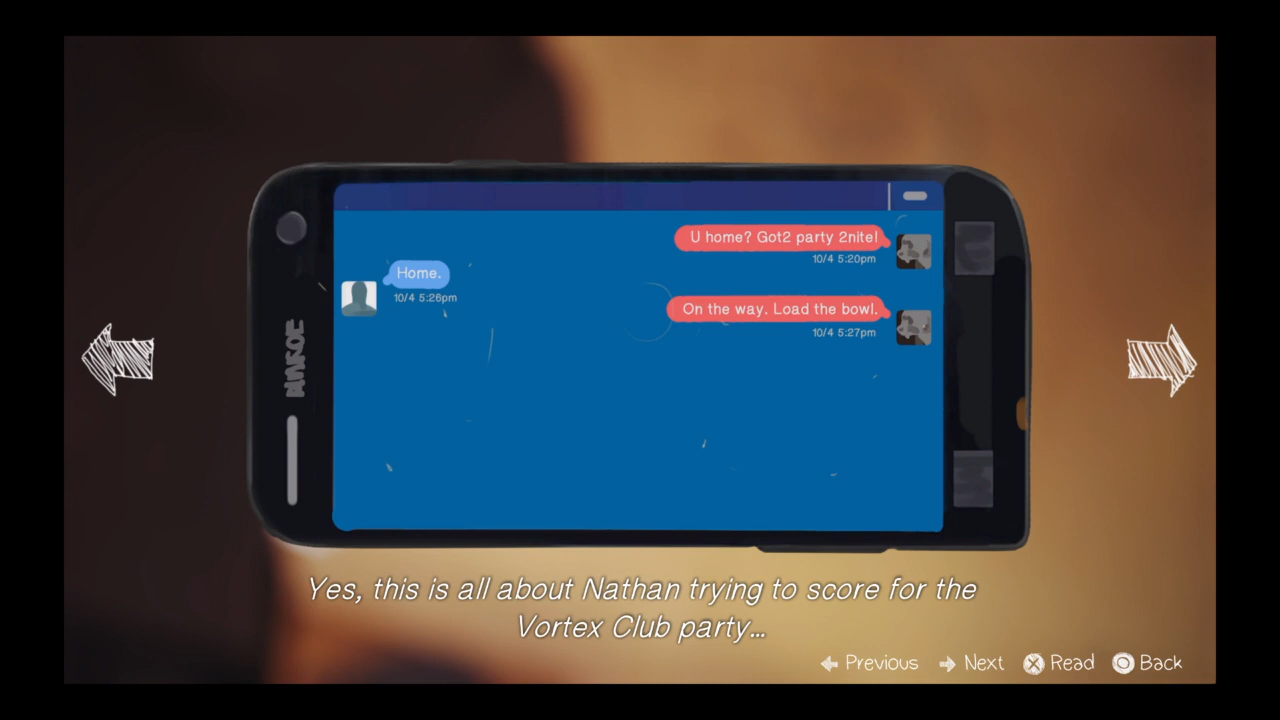 U home? Got2 party 2nite!
10/4 5:20pm
Home.
10/4 5:26pm
On the way. Load the bowl.
10/4 5:27pm
Yes, this is all about Nathan trying to score for the
Vortex Club party...
Previous Next Read Back